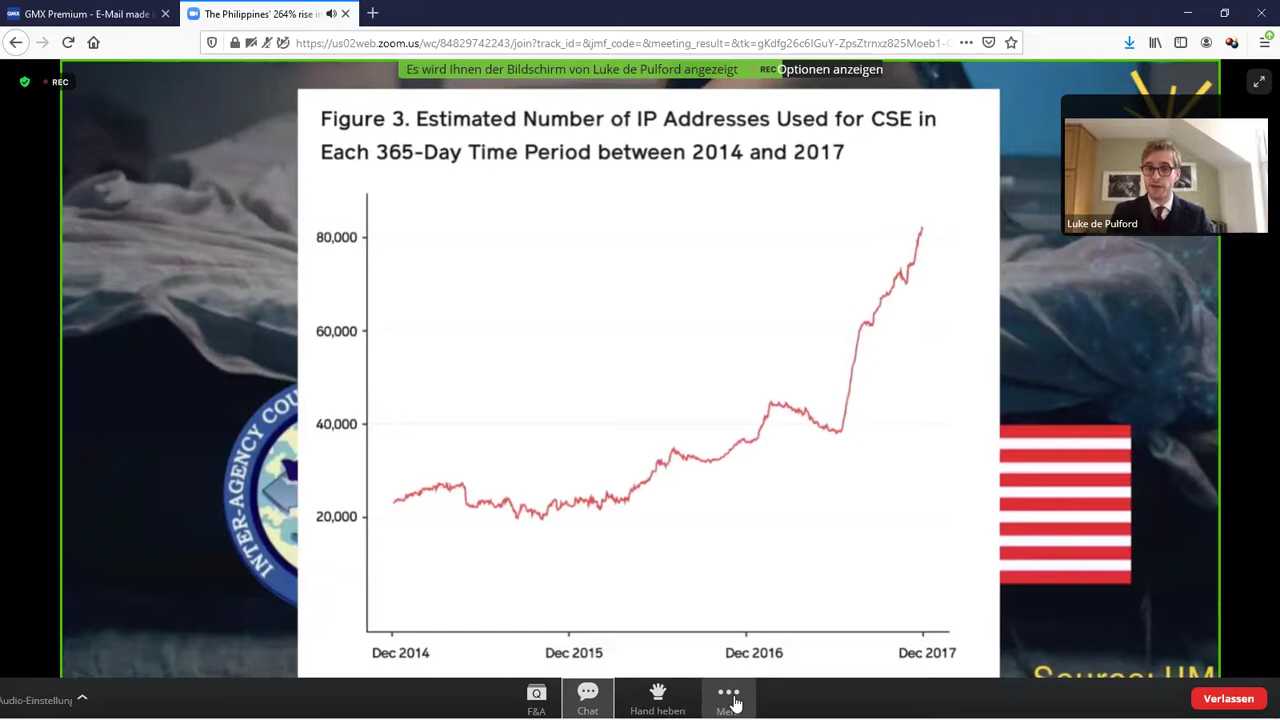 GMX Premium - E-Mail made
The Philippines' 264% rise in
https://us02web.zoom.us/wc/84829742243/join?track_id=&jmf_code=&meeting_result=&tk=gKdfg26c6IGuY-ZpsZtrnxz825Moeb1-
REC
Es wird Ihnen der Bildschirm von Luke de Pulford angezeigt
REC
Optionen anzeigen
Figure 3. Estimated Number of IP Addresses Used for CSE in
Each 365-Day Time Period between 2014 and 2017
Luke de Pulford
80,000
60,000
40,000
20,000
INTER-AGENCY COU
Dec 2014
Dec 2015
Dec 2016
Dec 2017
Source: IJM
Audio-Einstellung
F&A
Chat
Hand heben
Verlassen